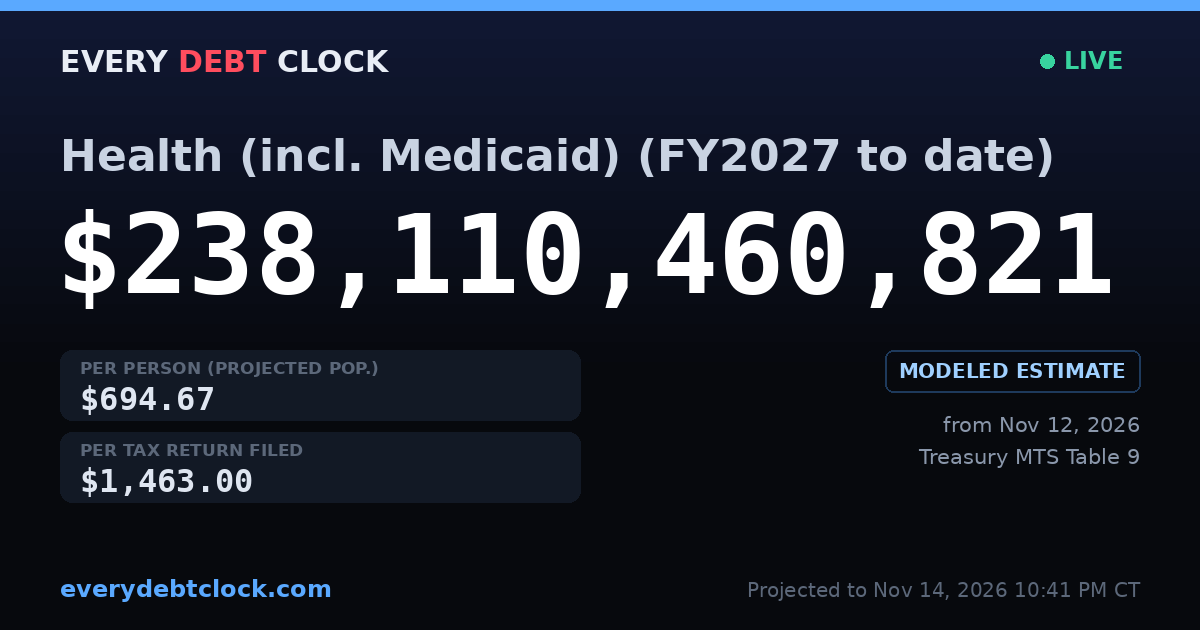 EVERY DEBT CLOCK
LIVE
Health (incl. Medicaid) (FY2027 to date)
$238,110,460,821
PER PERSON (PROJECTED POP.)
$694.67
PER TAX RETURN FILED
$1,463.00
MODELED ESTIMATE
from Nov 12, 2026
Treasury MTS Table 9
everydebtclock.com
Projected to Nov 14, 2026 10:41 PM CT